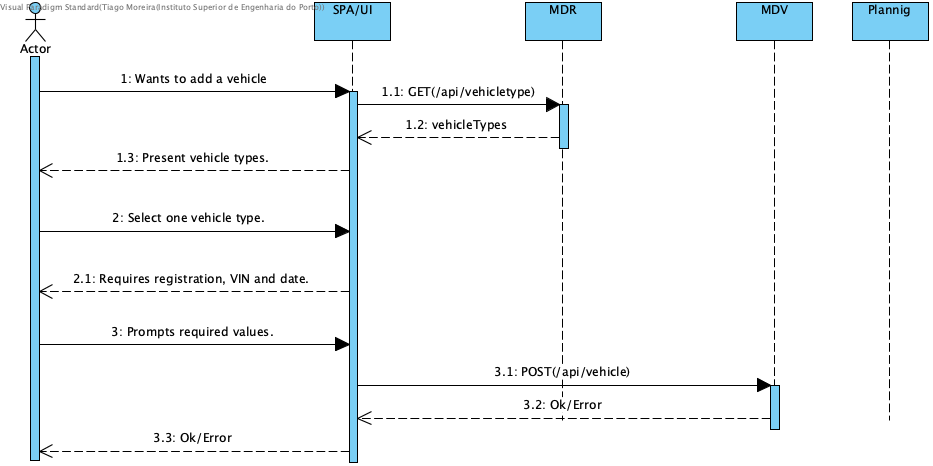 Visual Paradigm Standard(Tiago Moreira(Instituto Superior de Engenharia do Porto))
SPA/UI
MDR
MDV
Plannig
Actor
1: Wants to add a vehicle
1.1: GET(/api/vehicletype)
1.2: vehicleTypes
1.3: Present vehicle types.
2: Select one vehicle type.
2.1: Requires registration, VIN and date.
3: Prompts required values.
3.1: POST(/api/vehicle)
3.2: Ok/Error
3.3: Ok/Error